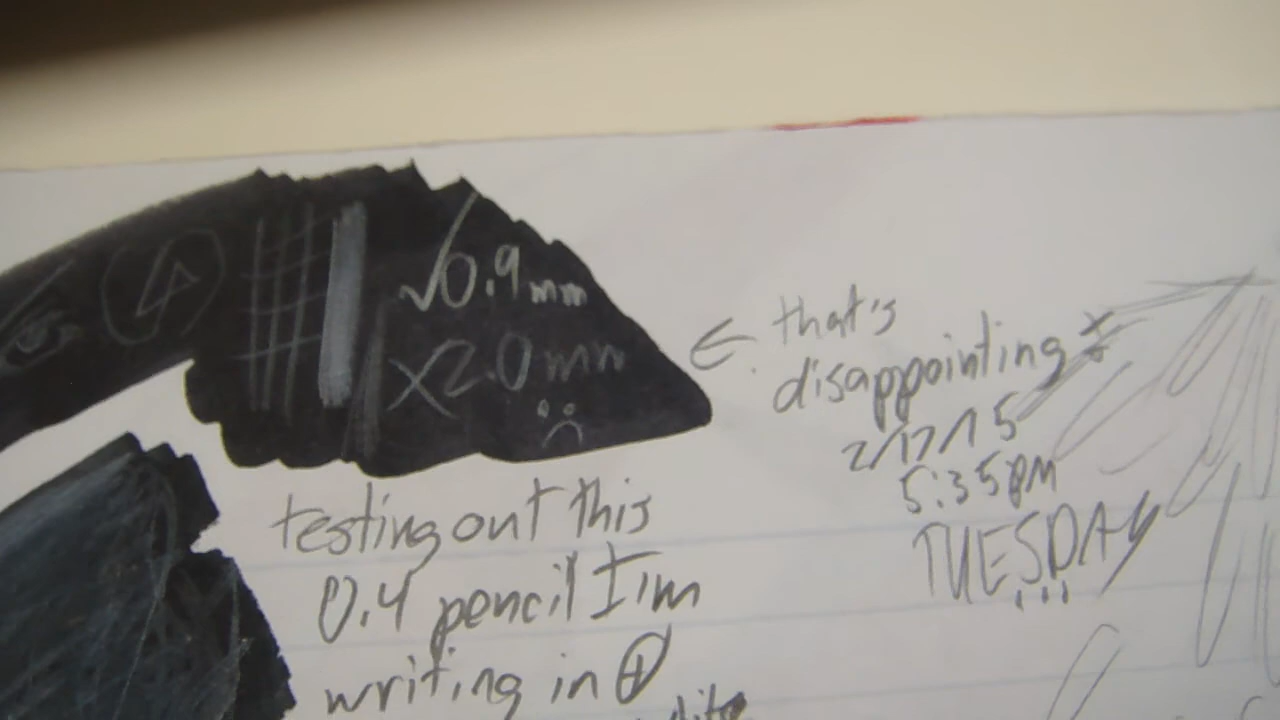 √0.9mm
×2.0mm
← that's
disappointing
2/17/15
5:35pm
TUESDAY
...
testing out this
0.4 pencil I'm
writing in